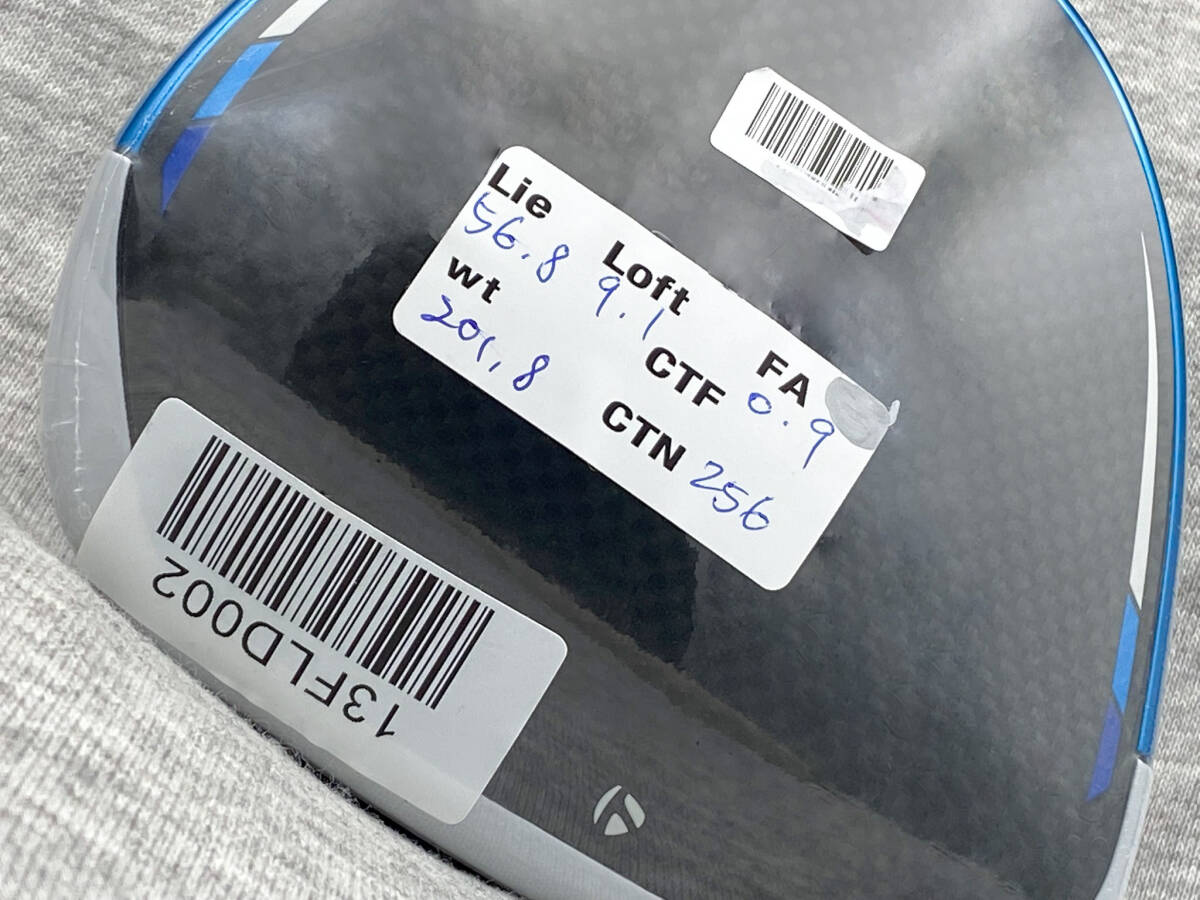 Lie Loft FA
56.8 9.1 0.9
wt CTF
201.8 CTN 256
13FLD002